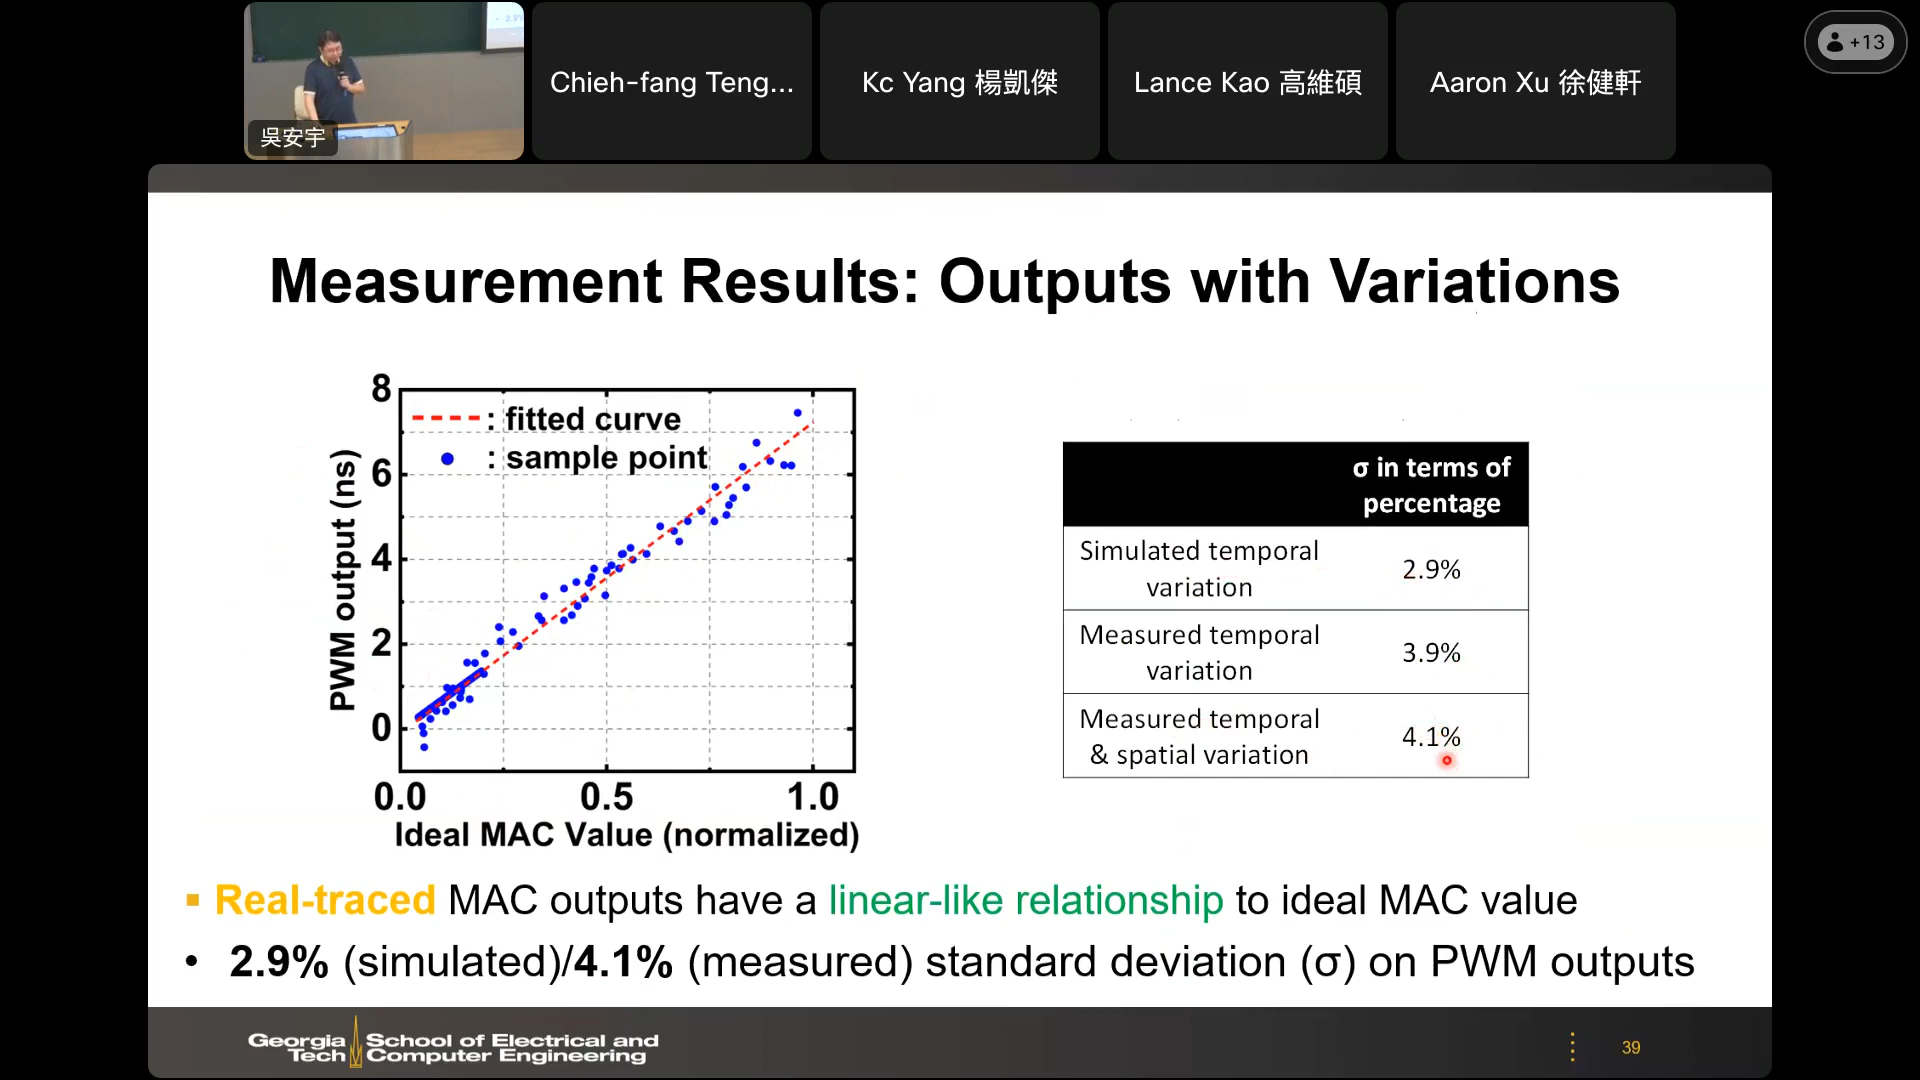 2.9%
吳安宇
Chieh-fang Teng...
Kc Yang 楊凱傑
Lance Kao 高維碩
Aaron Xu 徐健軒
+13
Measurement Results: Outputs with Variations
8
6
4
2
0
PWM output (ns)
: fitted curve
: sample point
0.0 0.5 1.0
Ideal MAC Value (normalized)
σ in terms of
percentage
Simulated temporal
variation
2.9%
Measured temporal
variation
3.9%
Measured temporal
& spatial variation
4.1%
Real-traced MAC outputs have a linear-like relationship to ideal MAC value
• 2.9% (simulated)/4.1% (measured) standard deviation (σ) on PWM outputs
Georgia School of Electrical and
Tech Computer Engineering
39